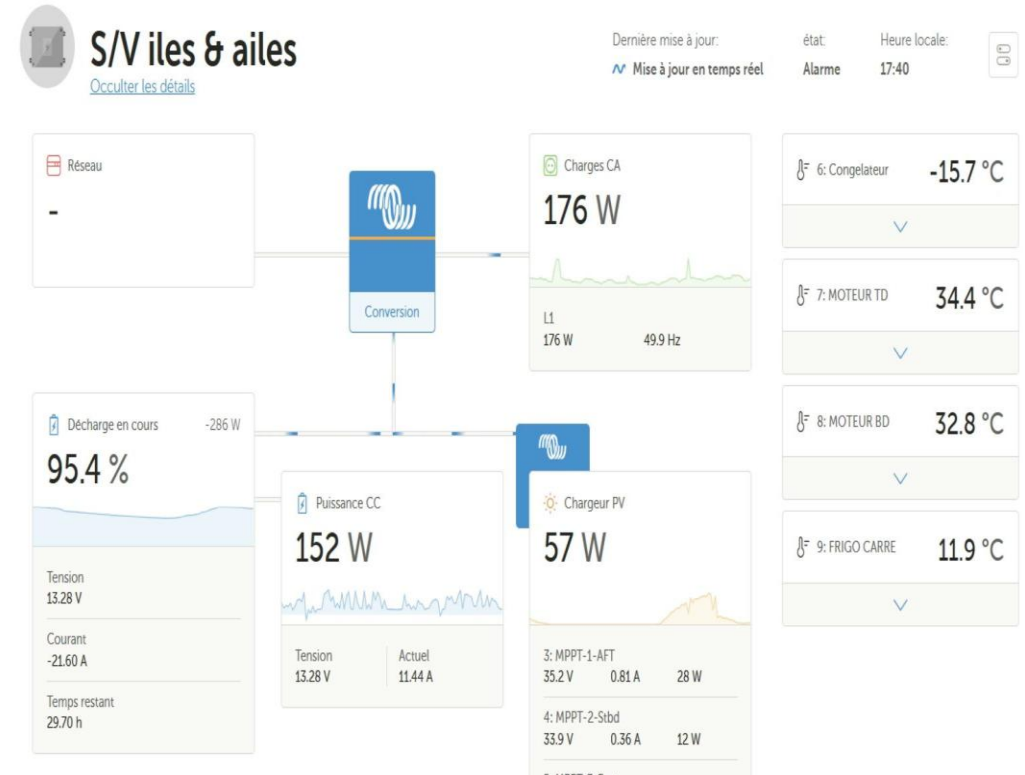 S/V iles & ailes
Occulter les détails
Dernière mise à jour:
Mise à jour en temps réel
état:
Alarme
Heure locale:
17:40
Réseau
-
Conversion
Charges CA
176 W
L1
176 W 49.9 Hz
Décharge en cours -286 W
95.4 %
Tension
13.28 V
Courant
-21.60 A
Temps restant
29.70 h
Puissance CC
152 W
Tension Actuel
13.28 V 11.44 A
Chargeur PV
57 W
3: MPPT-1-AFT
35.2 V 0.81 A 28 W
4: MPPT-2-Stbd
33.9 V 0.36 A 12 W
6: Congelateur -15.7 °C
7: MOTEUR TD 34.4 °C
8: MOTEUR BD 32.8 °C
9: FRIGO CARRE 11.9 °C